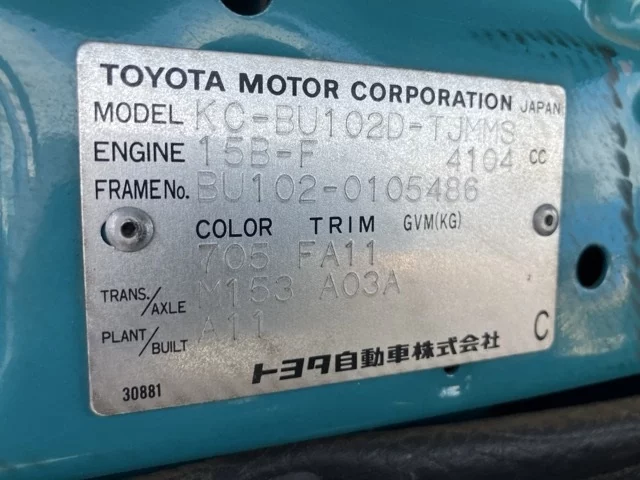 TOYOTA MOTOR CORPORATION JAPAN
MODEL KC-BU102D-TJMMS
ENGINE 15B-F 4104 CC
FRAME No. BU102-0105486
COLOR TRIM GVM(KG)
705 FA11
TRANS./AXLE M153 A03A
PLANT/BUILT A11
C
トヨタ自動車株式会社
30881